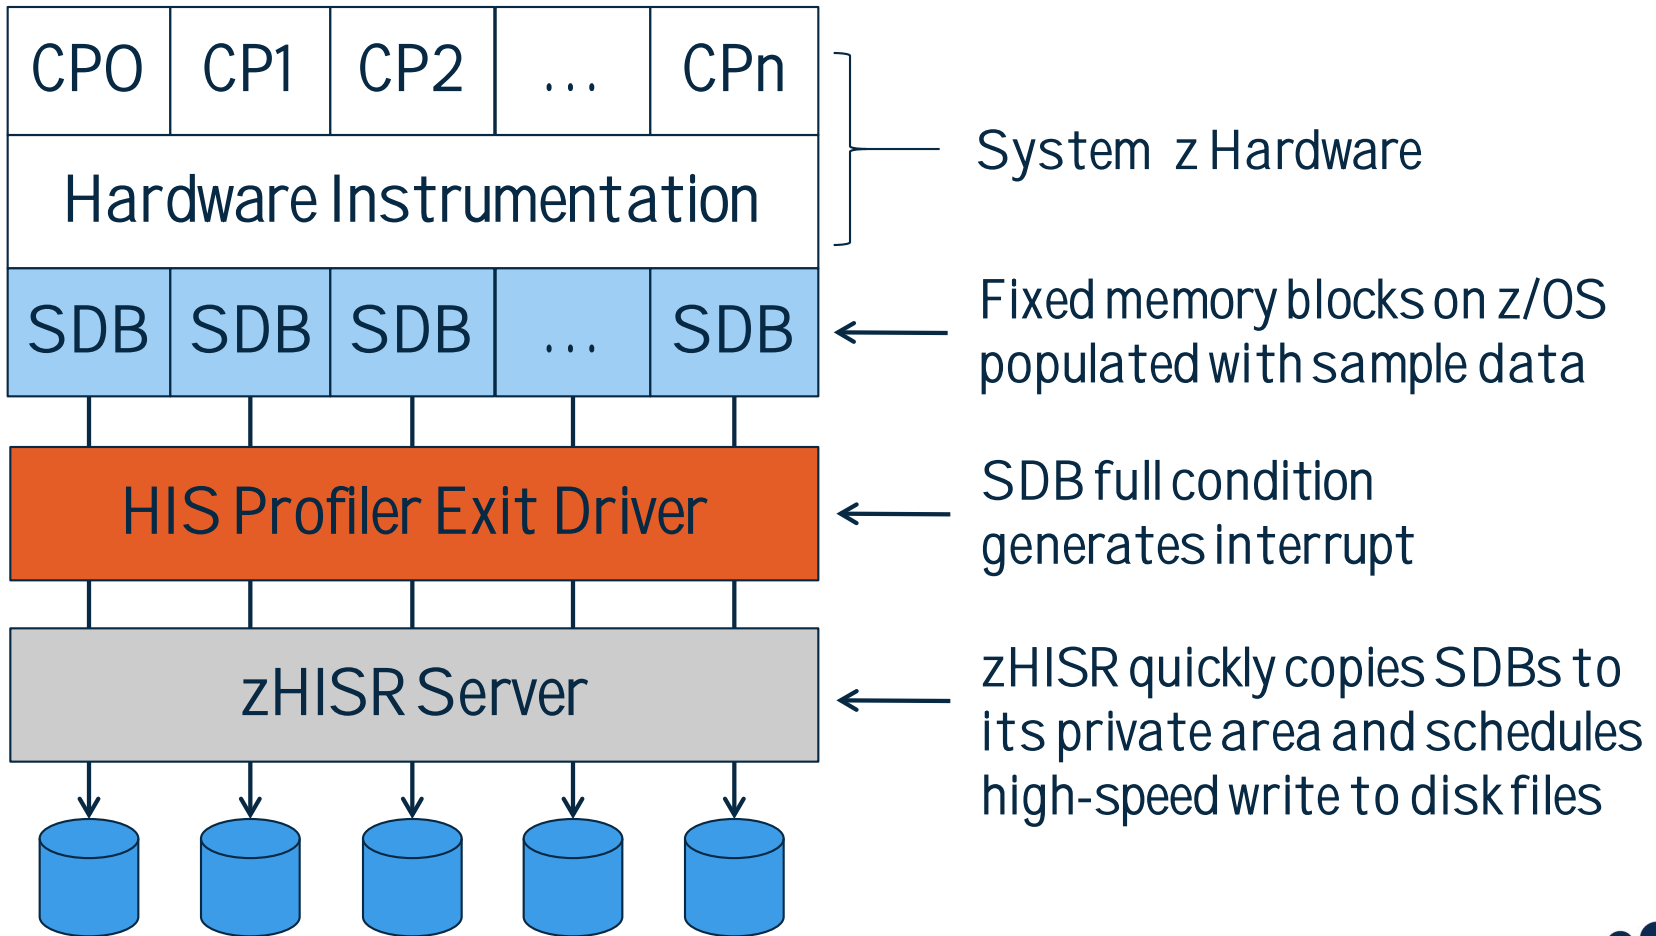 CP0 CP1 CP2 ... CPn
System z Hardware
Hardware Instrumentation
SDB SDB SDB ... SDB
Fixed memory blocks on z/OS
populated with sample data
HIS Profiler Exit Driver
SDB full condition
generates interrupt
zHISR Server
zHISR quickly copies SDBs to
its private area and schedules
high-speed write to disk files